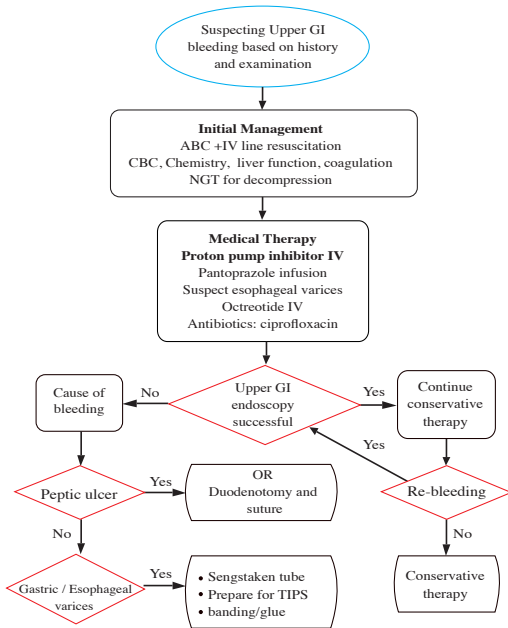 Suspecting Upper GI
bleeding based on history
and examination
Initial Management
ABC +IV line resuscitation
CBC, Chemistry, liver function, coagulation
NGT for decompression
Medical Therapy
Proton pump inhibitor IV
Pantoprazole infusion
Suspect esophageal varices
Octreotide IV
Antibiotics: ciprofloxacin
Cause of
bleeding
No
Upper GI
endoscopy
successful
Yes
Continue
conservative
therapy
Yes
Peptic ulcer
Yes
OR
Duodenotomy and
suture
Re-bleeding
No
No
Gastric / Esophageal
varices
Yes
• Sengstaken tube
• Prepare for TIPS
• banding/glue
Conservative
therapy